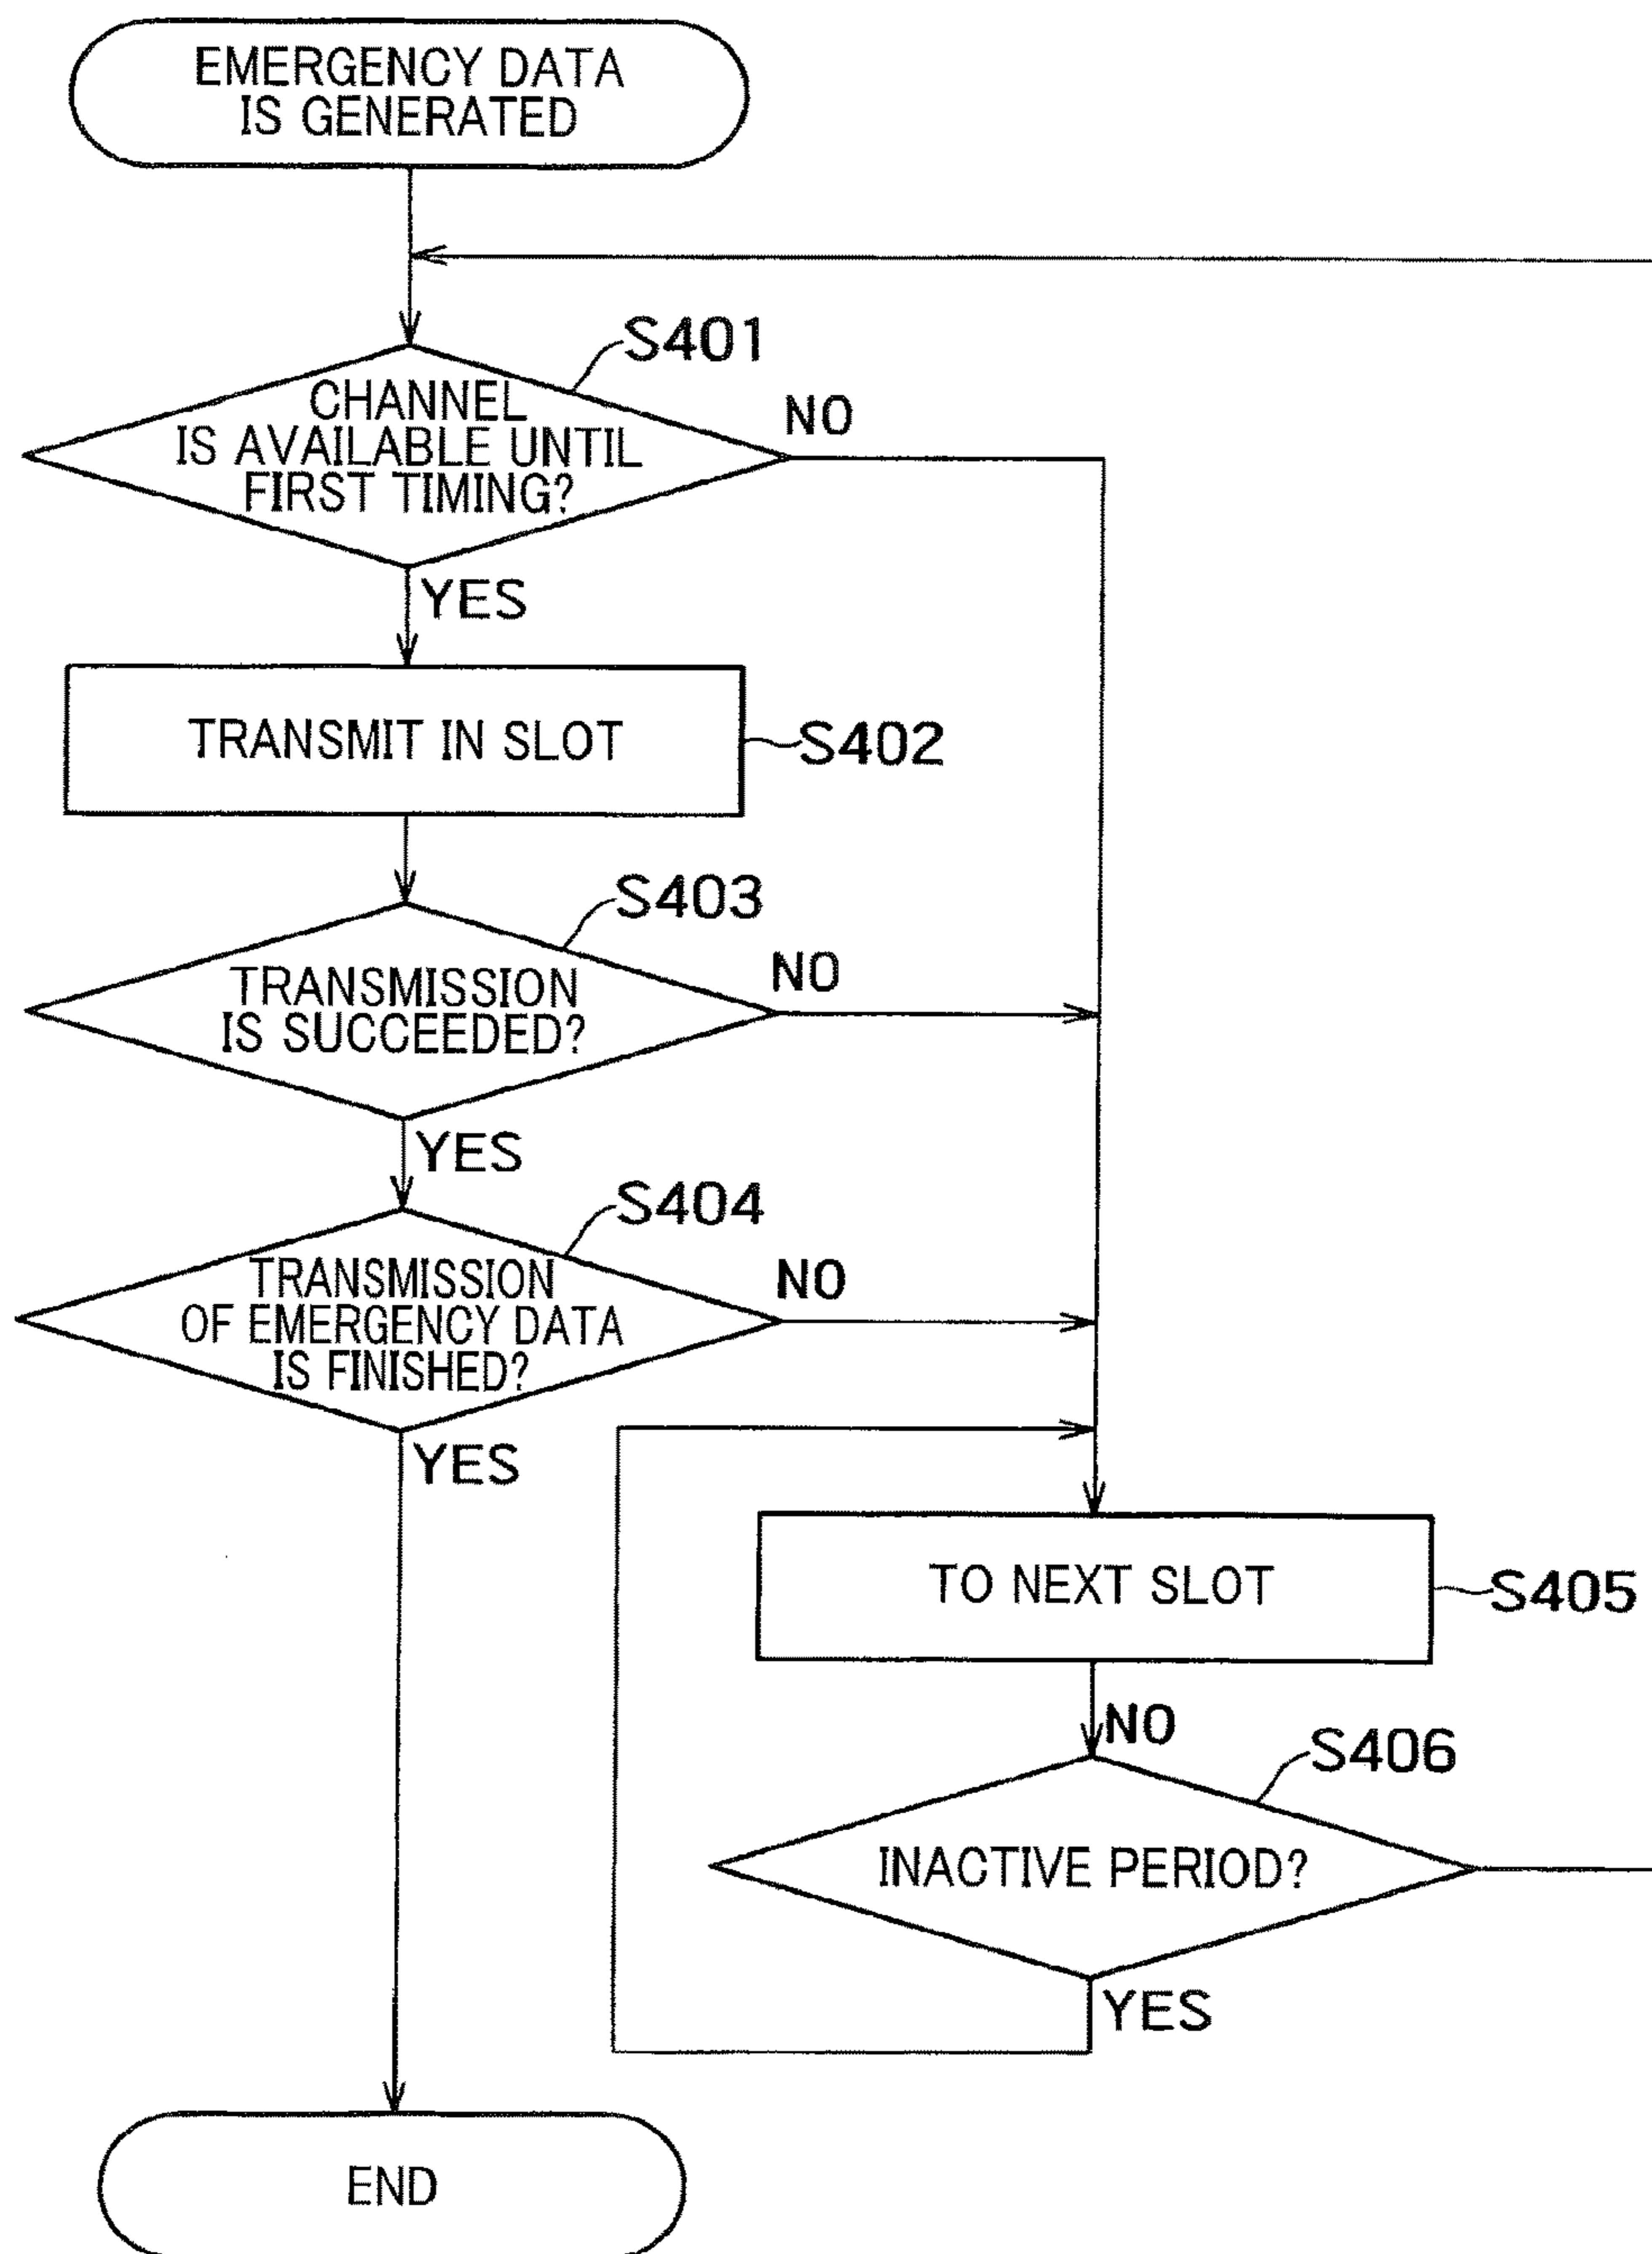 EMERGENCY DATA
IS GENERATED
S401
CHANNEL
IS AVAILABLE UNTIL
FIRST TIMING?
NO
YES
TRANSMIT IN SLOT
S402
S403
TRANSMISSION
IS SUCCEEDED?
NO
YES
S404
TRANSMISSION
OF EMERGENCY DATA
IS FINISHED?
NO
YES
TO NEXT SLOT
S405
NO
S406
INACTIVE PERIOD?
YES
END